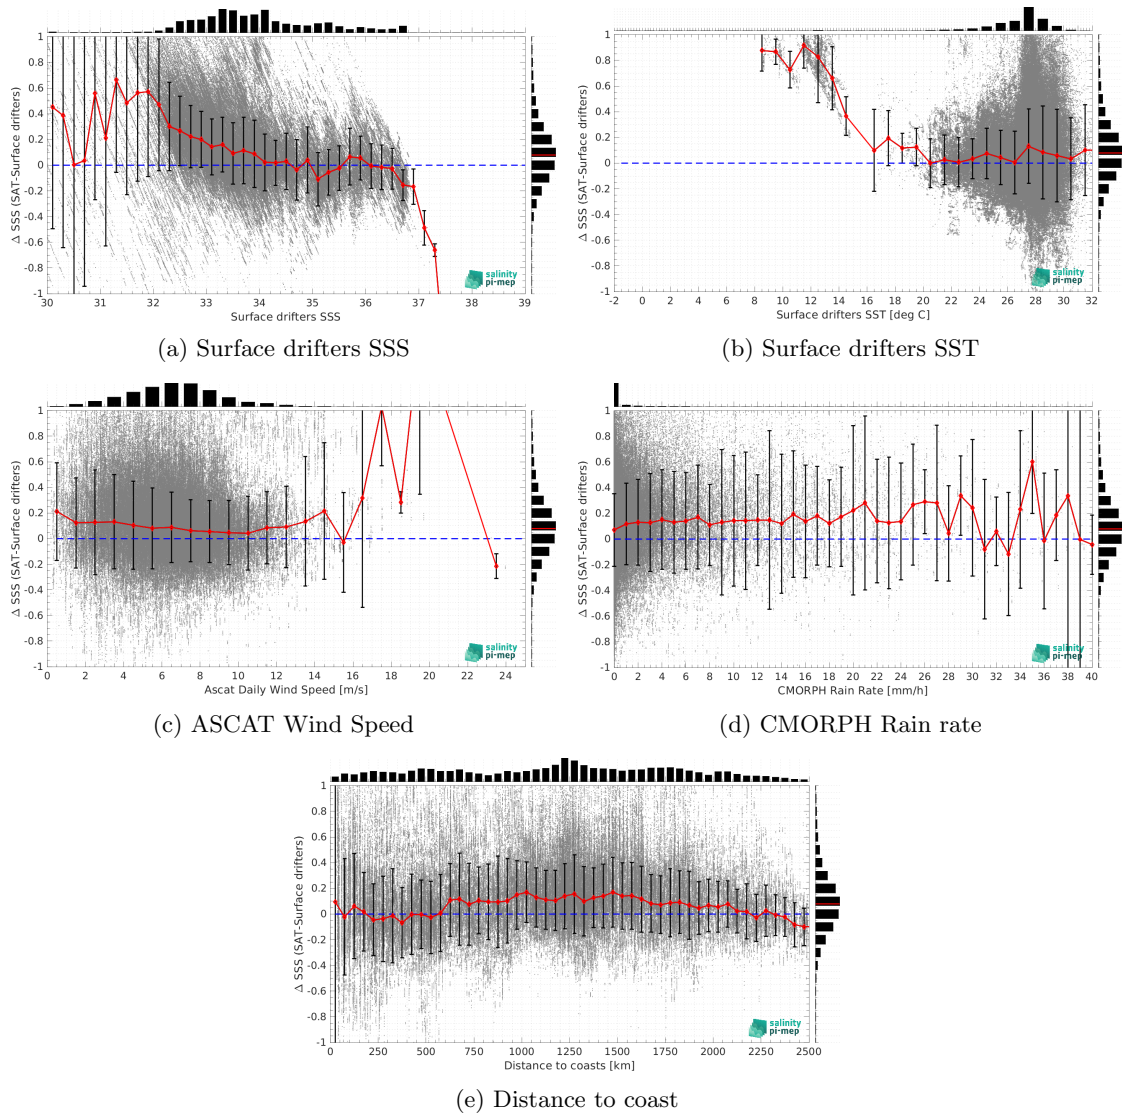 Δ SSS (SAT-Surface drifters)
1
0.8
0.6
0.4
0.2
0
-0.2
-0.4
-0.6
-0.8
-1
30 31 32 33 34 35 36 37 38 39
Surface drifters SSS
salinity
pi-mep
(a) Surface drifters SSS
Δ SSS (SAT-Surface drifters)
1
0.8
0.6
0.4
0.2
0
-0.2
-0.4
-0.6
-0.8
-1
-2 0 2 4 6 8 10 12 14 16 18 20 22 24 26 28 30 32
Surface drifters SST [deg C]
salinity
pi-mep
(b) Surface drifters SST
Δ SSS (SAT-Surface drifters)
1
0.8
0.6
0.4
0.2
0
-0.2
-0.4
-0.6
-0.8
-1
0 2 4 6 8 10 12 14 16 18 20 22 24
Ascat Daily Wind Speed [m/s]
salinity
pi-mep
(c) ASCAT Wind Speed
Δ SSS (SAT-Surface drifters)
1
0.8
0.6
0.4
0.2
0
-0.2
-0.4
-0.6
-0.8
-1
0 2 4 6 8 10 12 14 16 18 20 22 24 26 28 30 32 34 36 38 40
CMORPH Rain Rate [mm/h]
salinity
pi-mep
(d) CMORPH Rain rate
Δ SSS (SAT-Surface drifters)
1
0.8
0.6
0.4
0.2
0
-0.2
-0.4
-0.6
-0.8
-1
0 250 500 750 1000 1250 1500 1750 2000 2250 2500
Distance to coasts [km]
salinity
pi-mep
(e) Distance to coast